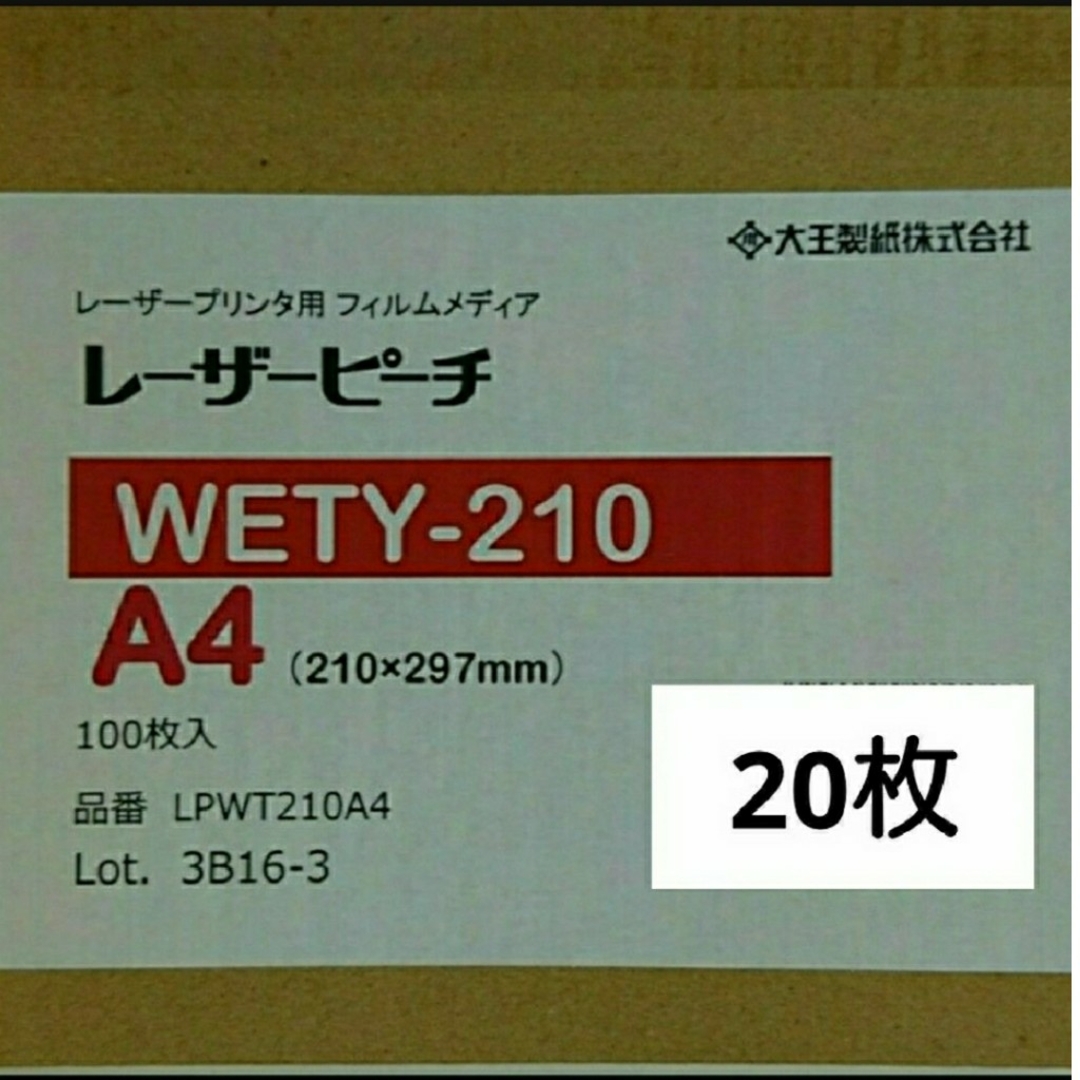 大王製紙株式会社
レーザープリンタ用 フィルムメディア
レーザーピーチ
WETY-210
A4 (210×297mm)
100枚入
品番 LPWT210A4
Lot. 3B16-3
20枚